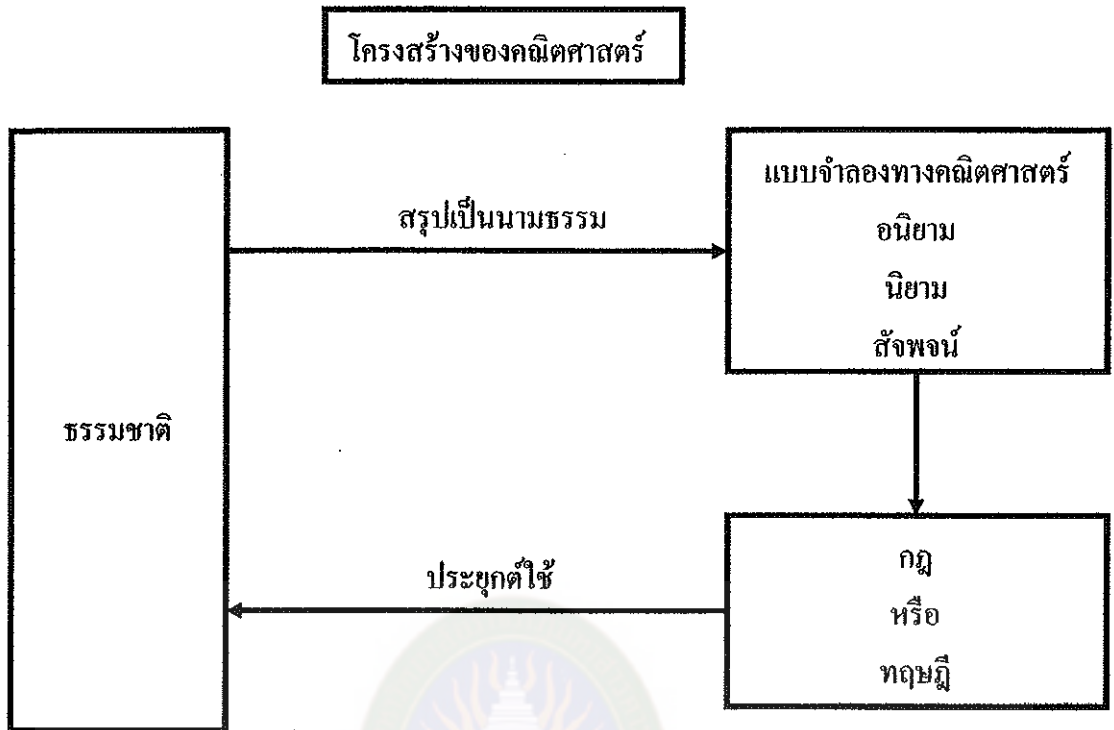 โครงสร้างของคณิตศาสตร์
แบบจำลองทางคณิตศาสตร์
อนิยาม
นิยาม
สัจพจน์
สรุปเป็นนามธรรม
ธรรมชาติ
กฎ
หรือ
ทฤษฎี
ประยุกต์ใช้